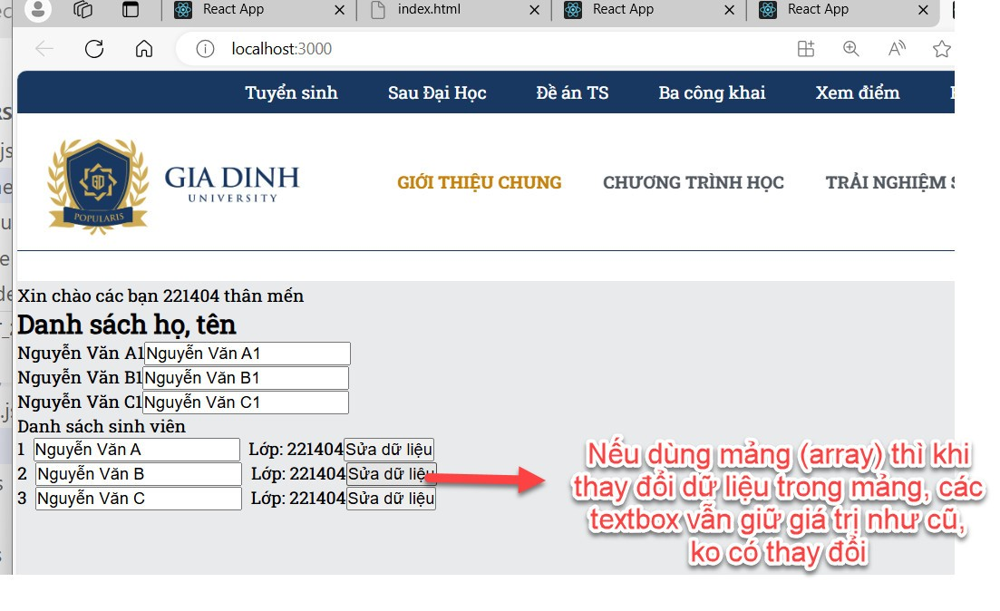 React App
index.html
React App
React App
localhost:3000
Tuyển sinh Sau Đại Học Đề án TS Ba công khai Xem điểm
GIA DINH
UNIVERSITY
POPULARIS
GIỚI THIỆU CHUNG CHƯƠNG TRÌNH HỌC TRẢI NGHIỆM
Xin chào các bạn 221404 thân mến
Danh sách họ, tên
Nguyễn Văn A1 Nguyễn Văn A1
Nguyễn Văn B1 Nguyễn Văn B1
Nguyễn Văn C1 Nguyễn Văn C1
Danh sách sinh viên
1 Nguyễn Văn A Lớp: 221404 Sửa dữ liệu
2 Nguyễn Văn B Lớp: 221404 Sửa dữ liệu
3 Nguyễn Văn C Lớp: 221404 Sửa dữ liệu
Nếu dùng mảng (array) thì khi
thay đổi dữ liệu trong mảng, các
textbox vẫn giữ giá trị như cũ,
ko có thay đổi